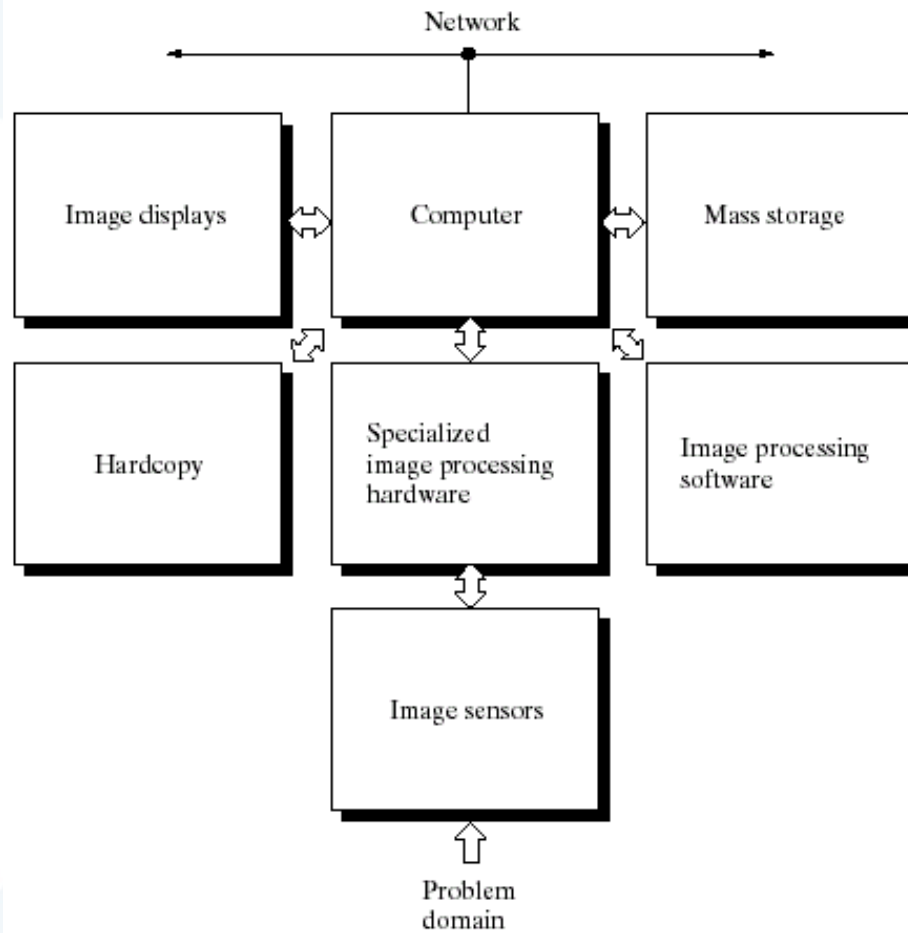 Network
Image displays
Computer
Mass storage
Hardcopy
Specialized
image processing
hardware
Image processing
software
Image sensors
Problem
domain